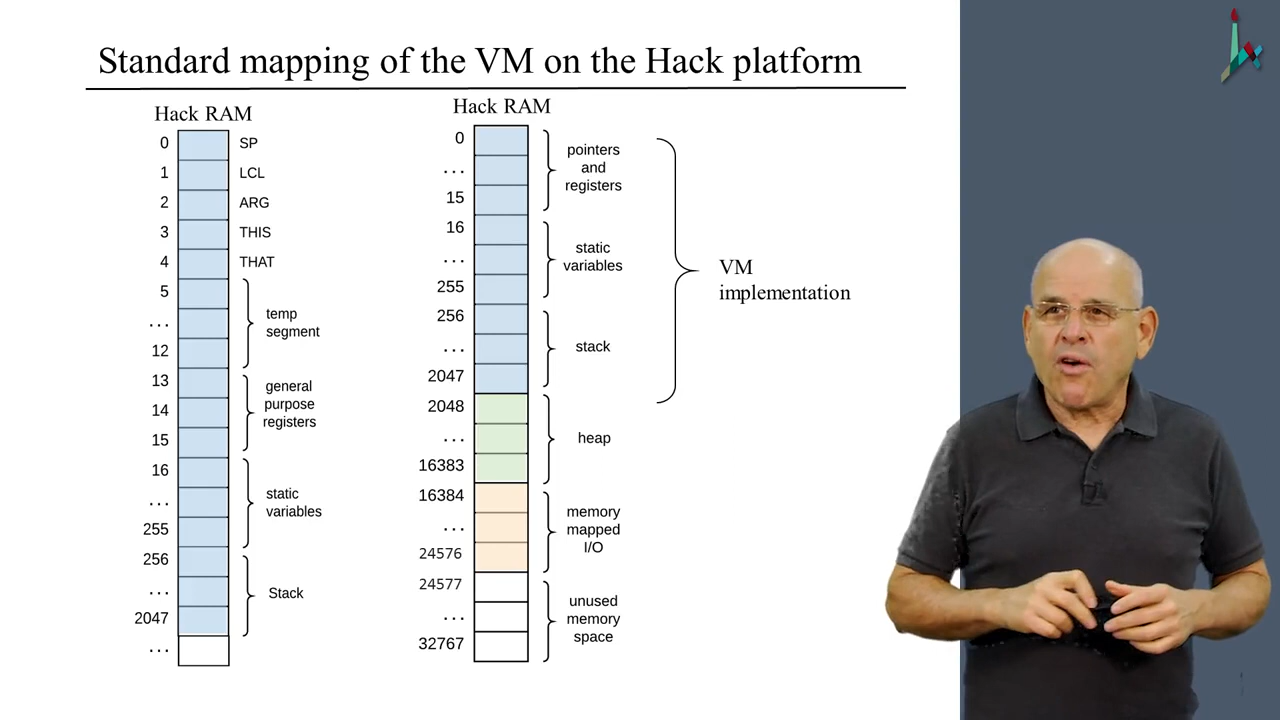 Standard mapping of the VM on the Hack platform
Hack RAM
0 SP
1 LCL
2 ARG
3 THIS
4 THAT
5
...
12
temp
segment
13
14
15
general
purpose
registers
16
...
255
static
variables
256
...
2047
Stack
...
Hack RAM
0
...
15
pointers
and
registers
16
...
255
static
variables
256
...
2047
stack
2048
...
16383
heap
16384
...
24576
memory
mapped
I/O
24577
...
32767
unused
memory
space
VM
implementation